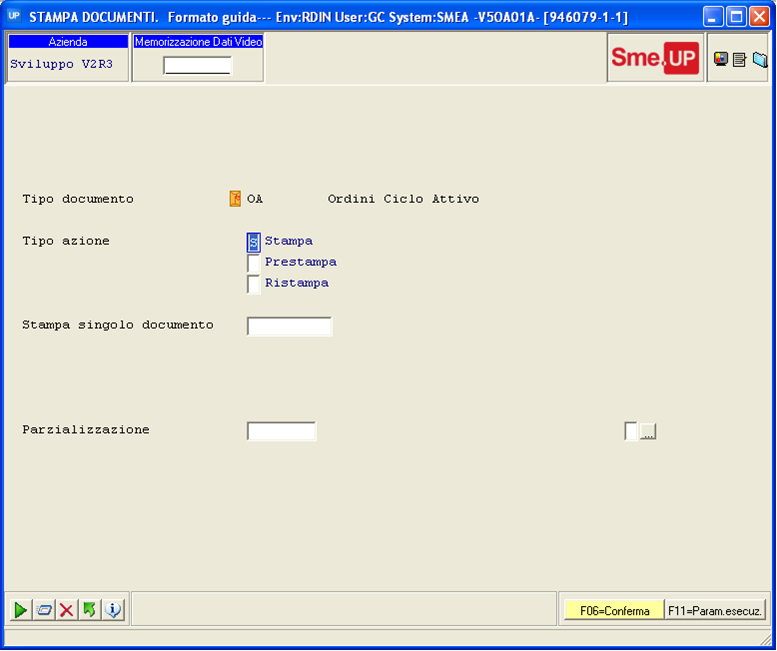 UP STAMPA DOCUMENTI. Formato guida--- Env:RDIN User:GC System:SMEA -V5OA01A- [946079-1-1]
Azienda
Memorizzazione Dati Video
Sviluppo V2R3
Sme.UP
Tipo documento OA Ordini Ciclo Attivo
Tipo azione S Stampa
Prestampa
Ristampa
Stampa singolo documento
Parzializzazione ...
F06=Conferma F11=Param.esecuz.